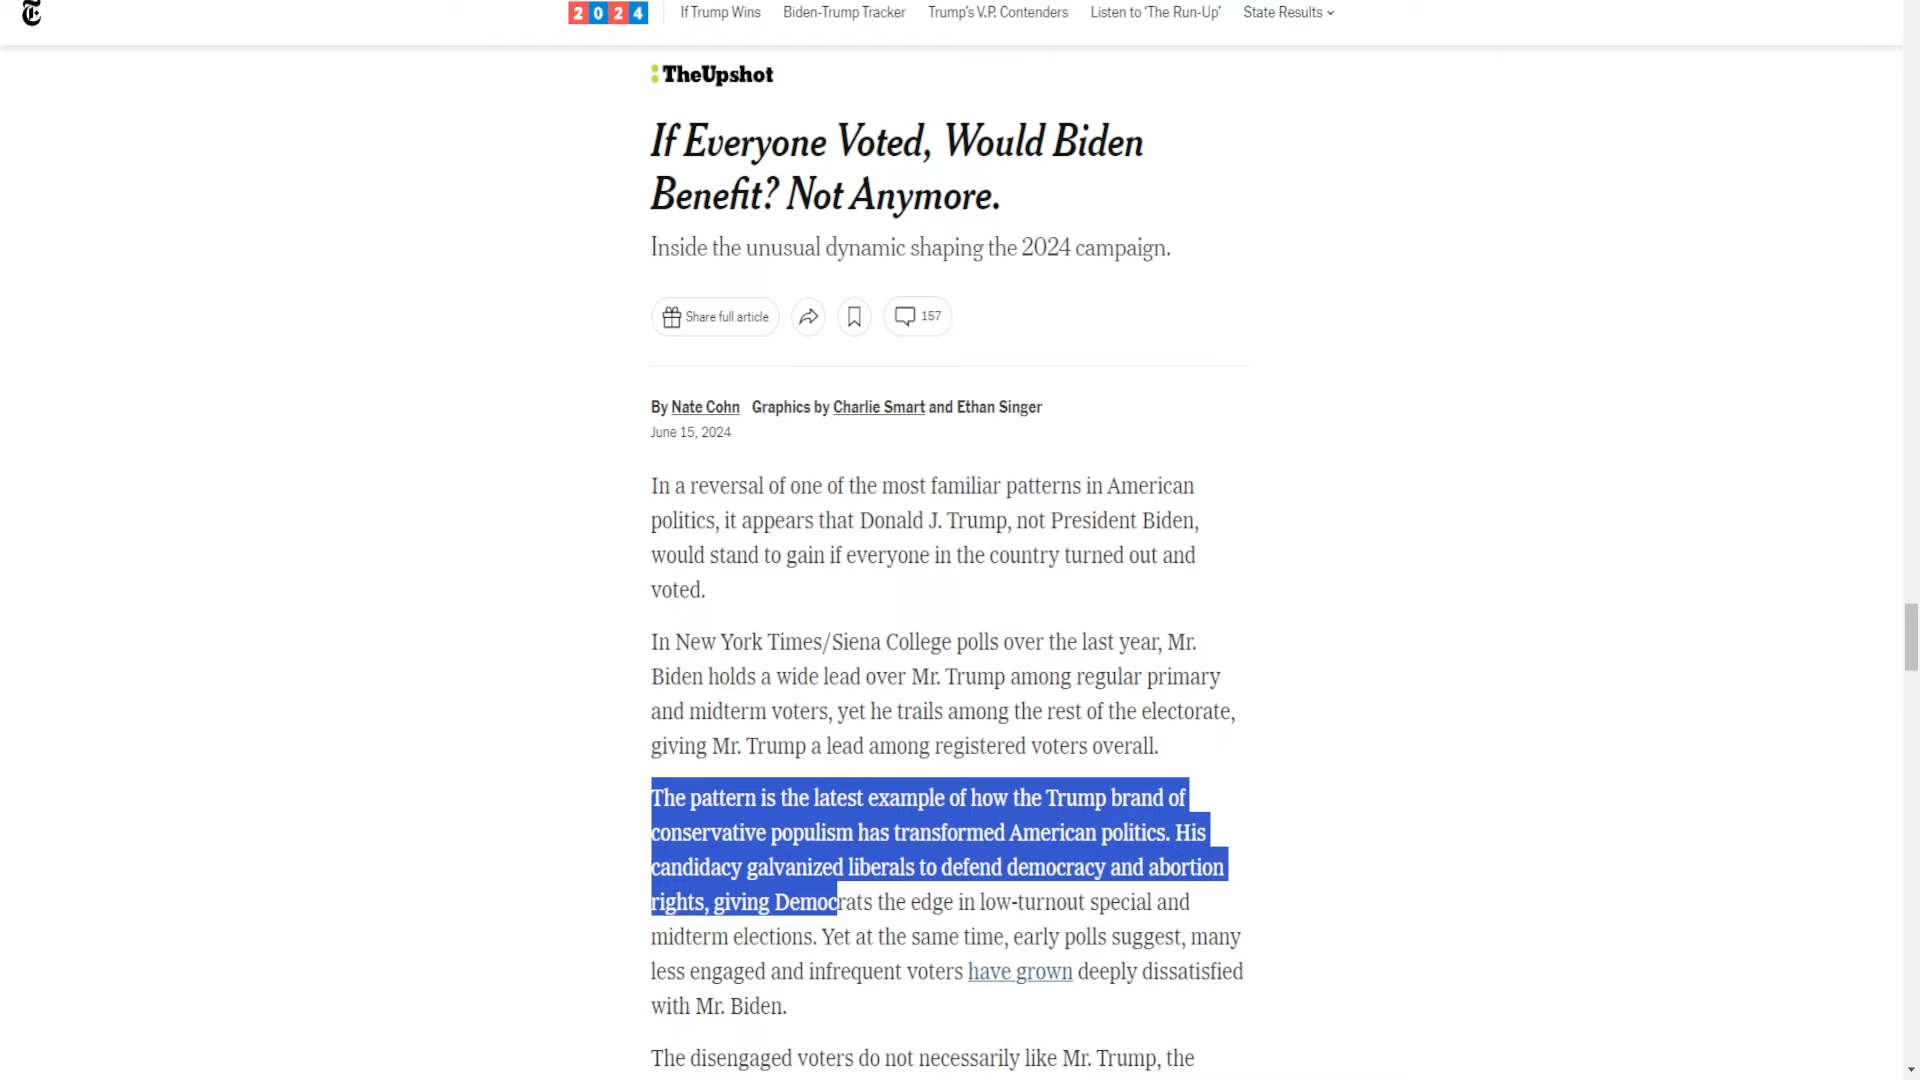 2024 If Trump Wins Biden-Trump Tracker Trump's V.P. Contenders Listen to 'The Run-Up' State Results
TheUpshot
If Everyone Voted, Would Biden
Benefit? Not Anymore.
Inside the unusual dynamic shaping the 2024 campaign.
Share full article 157
By Nate Cohn Graphics by Charlie Smart and Ethan Singer
June 15, 2024
In a reversal of one of the most familiar patterns in American
politics, it appears that Donald J. Trump, not President Biden,
would stand to gain if everyone in the country turned out and
voted.
In New York Times/Siena College polls over the last year, Mr.
Biden holds a wide lead over Mr. Trump among regular primary
and midterm voters, yet he trails among the rest of the electorate,
giving Mr. Trump a lead among registered voters overall.
The pattern is the latest example of how the Trump brand of
conservative populism has transformed American politics. His
candidacy galvanized liberals to defend democracy and abortion
rights, giving Democrats the edge in low-turnout special and
midterm elections. Yet at the same time, early polls suggest, many
less engaged and infrequent voters have grown deeply dissatisfied
with Mr. Biden.
The disengaged voters do not necessarily like Mr. Trump, the